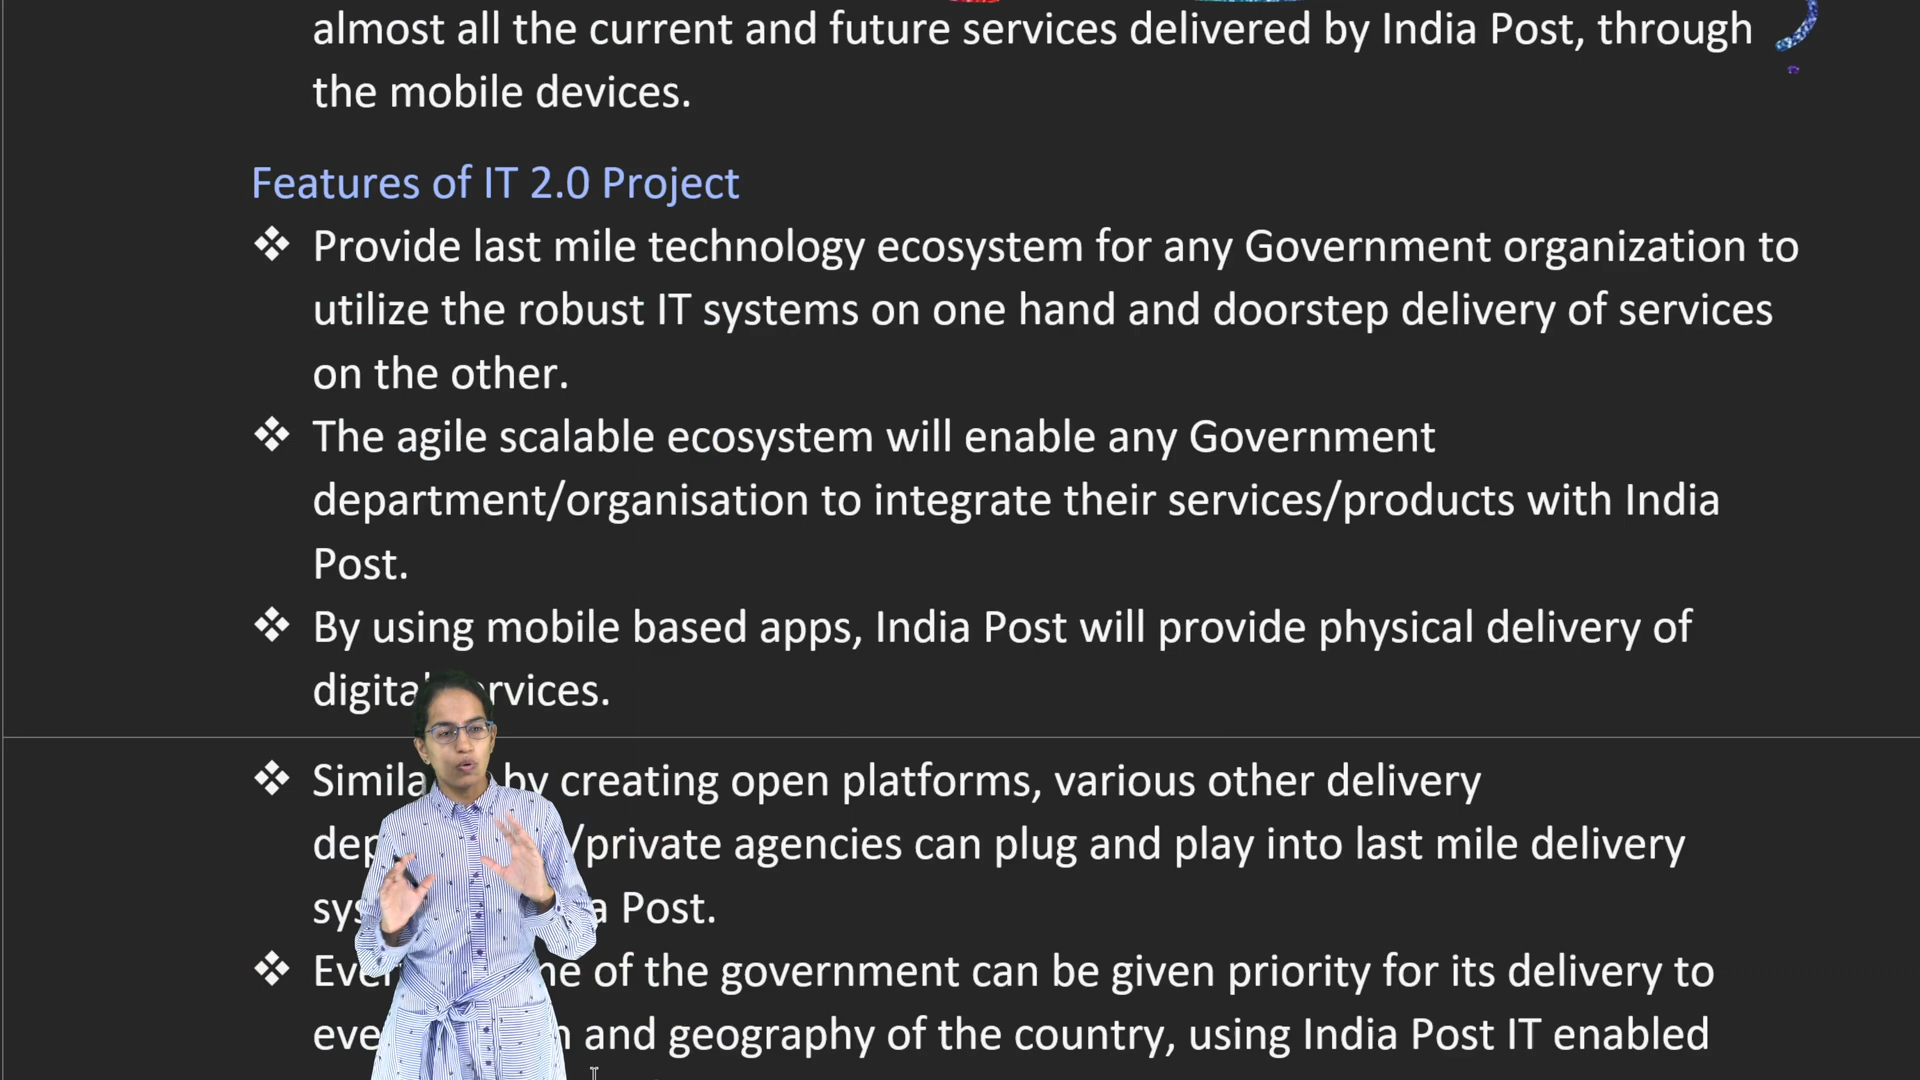 almost all the current and future services delivered by India Post, through
the mobile devices.
Features of IT 2.0 Project
❖ Provide last mile technology ecosystem for any Government organization to
utilize the robust IT systems on one hand and doorstep delivery of services
on the other.
❖ The agile scalable ecosystem will enable any Government
department/organisation to integrate their services/products with India
Post.
❖ By using mobile based apps, India Post will provide physical delivery of
digital services.
❖ by creating open platforms, various other delivery
/private agencies can plug and play into last mile delivery
Post.
❖ of the government can be given priority for its delivery to
and geography of the country, using India Post IT enabled